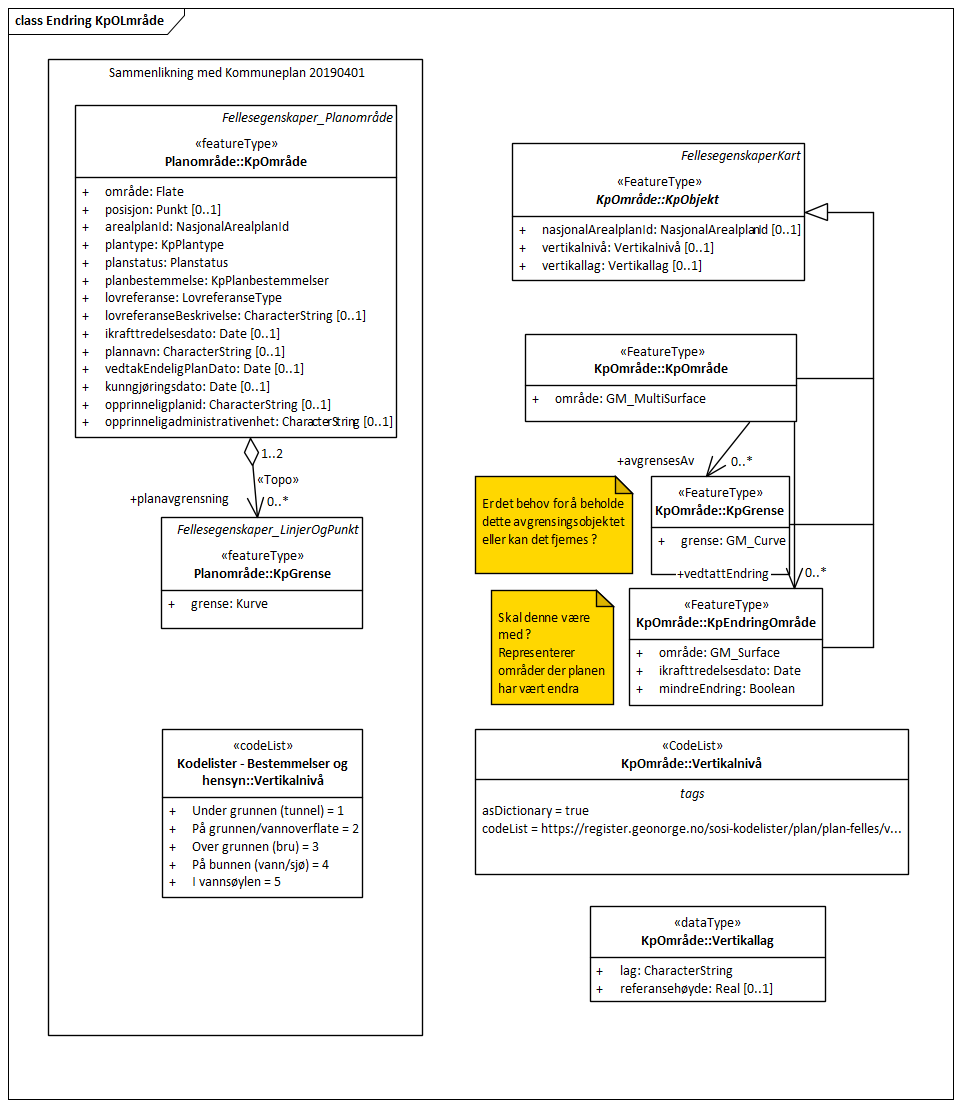 class Endring KpOLmråde
Sammenlikning med Kommuneplan 20190401
Fellesegenskaper_Planområde
«featureType»
Planområde::KpOmråde
+ område: Flate
+ posisjon: Punkt [0..1]
+ arealplanId: NasjonalArealplanId
+ plantype: KpPlantype
+ planstatus: Planstatus
+ planbestemmelse: KpPlanbestemmelser
+ lovreferanse: LovreferanseType
+ lovreferanseBeskrivelse: CharacterString [0..1]
+ ikrafttredelsesdato: Date [0..1]
+ plannavn: CharacterString [0..1]
+ vedtakEndeligPlanDato: Date [0..1]
+ kunngjøringsdato: Date [0..1]
+ opprinneligplanid: CharacterString [0..1]
+ opprinneligadministrativenhet: CharacterString [0..1]
1..2
«Topo»
+planavgrensning
0..*
Fellesegenskaper_LinjerOgPunkt
«featureType»
Planområde::KpGrense
+ grense: Kurve
«codeList»
Kodelister - Bestemmelser og
hensyn::Vertikalnivå
+ Under grunnen (tunnel) = 1
+ På grunnen/vannoverflate = 2
+ Over grunnen (bru) = 3
+ På bunnen (vann/sjø) = 4
+ I vannsøylen = 5
FellesegenskaperKart
«FeatureType»
KpOmråde::KpObjekt
+ nasjonalArealplanId: NasjonalArealplanId [0..1]
+ vertikalnivå: Vertikalnivå [0..1]
+ vertikallag: Vertikallag [0..1]
«FeatureType»
KpOmråde::KpOmråde
+ område: GM_MultiSurface
+avgrensesAv
0..*
Er det behov for å beholde
dette avgrensingsobjektet
eller kan det fjernes ?
«FeatureType»
KpOmråde::KpGrense
+ grense: GM_Curve
+vedtattEndring
0..*
Skal denne være
med ?
Representerer
områder der planen
har vært endra
«FeatureType»
KpOmråde::KpEndringOmråde
+ område: GM_Surface
+ ikrafttredelsesdato: Date
+ mindreEndring: Boolean
«CodeList»
KpOmråde::Vertikalnivå
tags
asDictionary = true
codeList = https://register.geonorge.no/sosi-kodelister/plan/plan-felles/v...
«dataType»
KpOmråde::Vertikallag
+ lag: CharacterString
+ referansehøyde: Real [0..1]